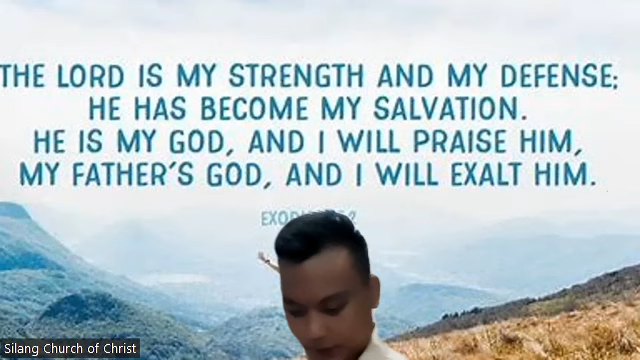 THE LORD IS MY STRENGTH AND MY DEFENSE;
HE HAS BECOME MY SALVATION.
HE IS MY GOD, AND I WILL PRAISE HIM,
MY FATHER'S GOD, AND I WILL EXALT HIM.
Silang Church of Christ